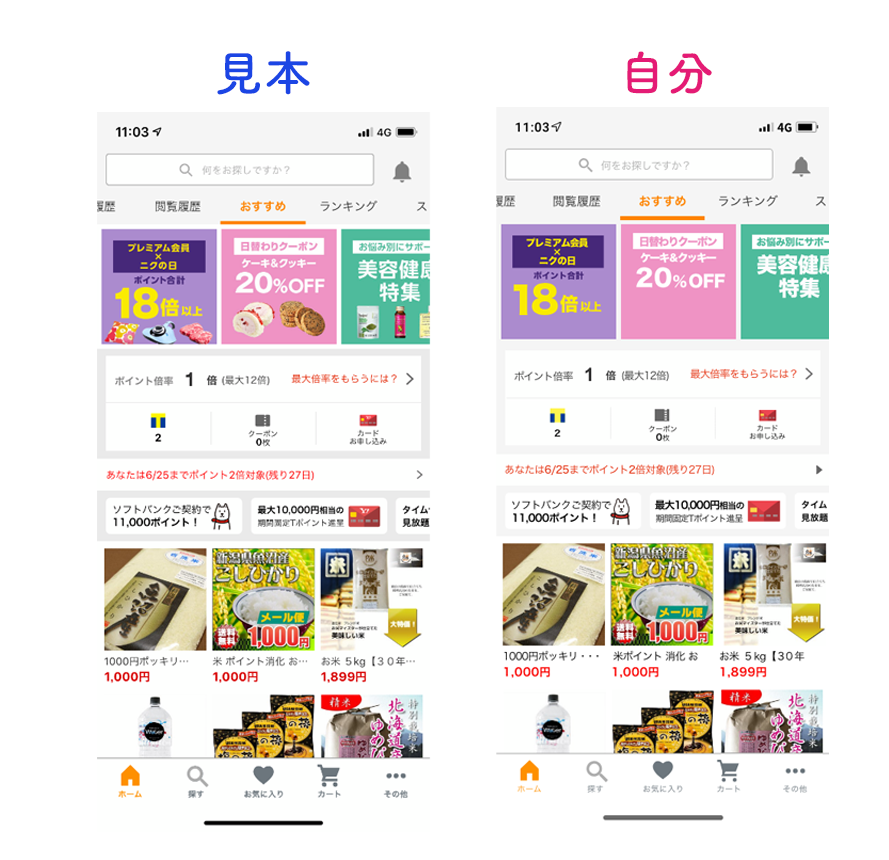 見本
11:03
4G
何をお探しですか？
履歴 閲覧履歴 おすすめ ランキング ス
プレミアム会員
×
ニクの日
ポイント合計
18倍以上
日替わりクーポン
ケーキ&クッキー
20%OFF
お悩み別にサポー
美容健康
特集
ポイント倍率 1 倍 (最大12倍) 最大倍率をもらうには？
2
クーポン
0枚
カード
お申し込み
あなたは6/25までポイント2倍対象(残り27日)
ソフトバンクご契約で
11,000ポイント！
最大10,000円相当の
期間固定Tポイント進呈
タイム
見放題
新潟県魚沼産
こしひかり
メール便
送料
無料
1,000円
米
美味しい米
大特価！
1000円ポッキリ…
1,000円
米 ポイント消化 お…
1,000円
お米 ５kg【３０年…
1,899円
精米
特別栽培米
北海道産
ゆめぴ
ホーム 探す お気に入り カート その他
自分
11:03
4G
何をお探しですか？
履歴 閲覧履歴 おすすめ ランキング ス
プレミアム会員
×
ニクの日
ポイント合計
18倍以上
日替わりクーポン
ケーキ&クッキー
20%OFF
お悩み別にサポー
美容健康
特集
ポイント倍率 1 倍 (最大12倍) 最大倍率をもらうには？
2
クーポン
0枚
カード
お申し込み
あなたは6/25までポイント2倍対象(残り27日)
ソフトバンクご契約で
11,000ポイント！
最大10,000円相当の
期間固定Tポイント進呈
タイム
見放題
新潟県魚沼産
こしひかり
メール便
送料
無料
1,000円
米
美味しい米
大特価！
1000円ポッキリ・・・
1,000円
米ポイント消化 お
1,000円
お米 ５kg【３０年
1,899円
精米
特別栽培米
北海道産
ゆめぴ
ホーム 探す お気に入り カート その他